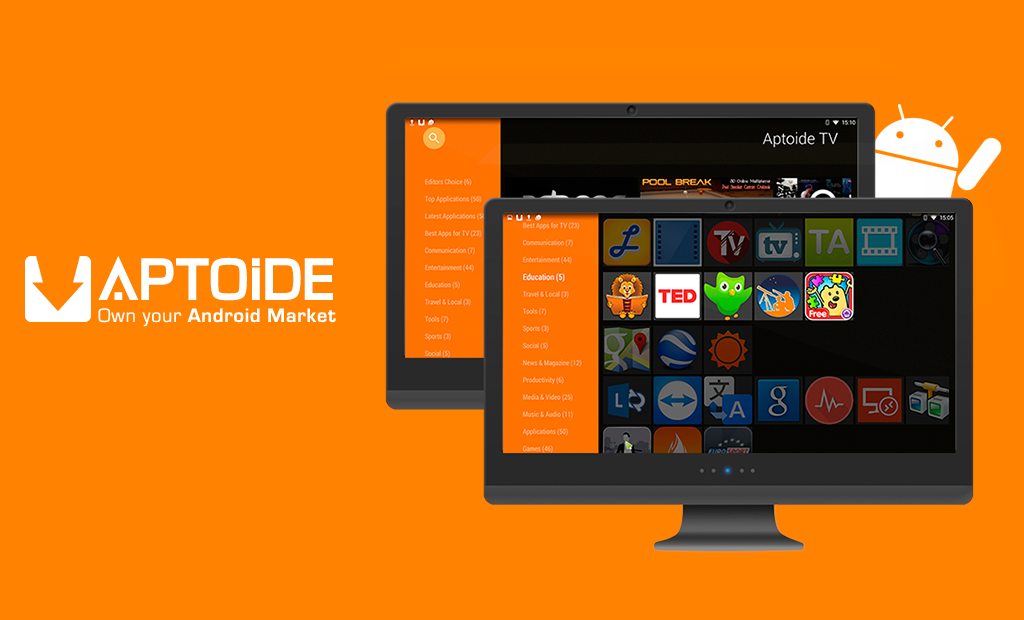 APTOiDE
Own your Android Market
15:10
Aptoide TV
Editors Choice (6)
Top Applications (30)
Latest Applications
Best Apps for TV (23)
Communication (7)
Entertainment (44)
Education (5)
Travel & Local (3)
Tools (7)
Sports (3)
Social (5)
POOL BREAK
15:05
Best Apps for TV (23)
Communication (7)
Entertainment (44)
Education (5)
Travel & Local (3)
Tools (7)
Sports (3)
Social (5)
News & Magazine (12)
Productivity (6)
Media & Video (25)
Music & Audio (11)
Applications (50)
Games (46)
L
TV
tv
TA
TED
Free
g
文 A
g
EUROSPORT